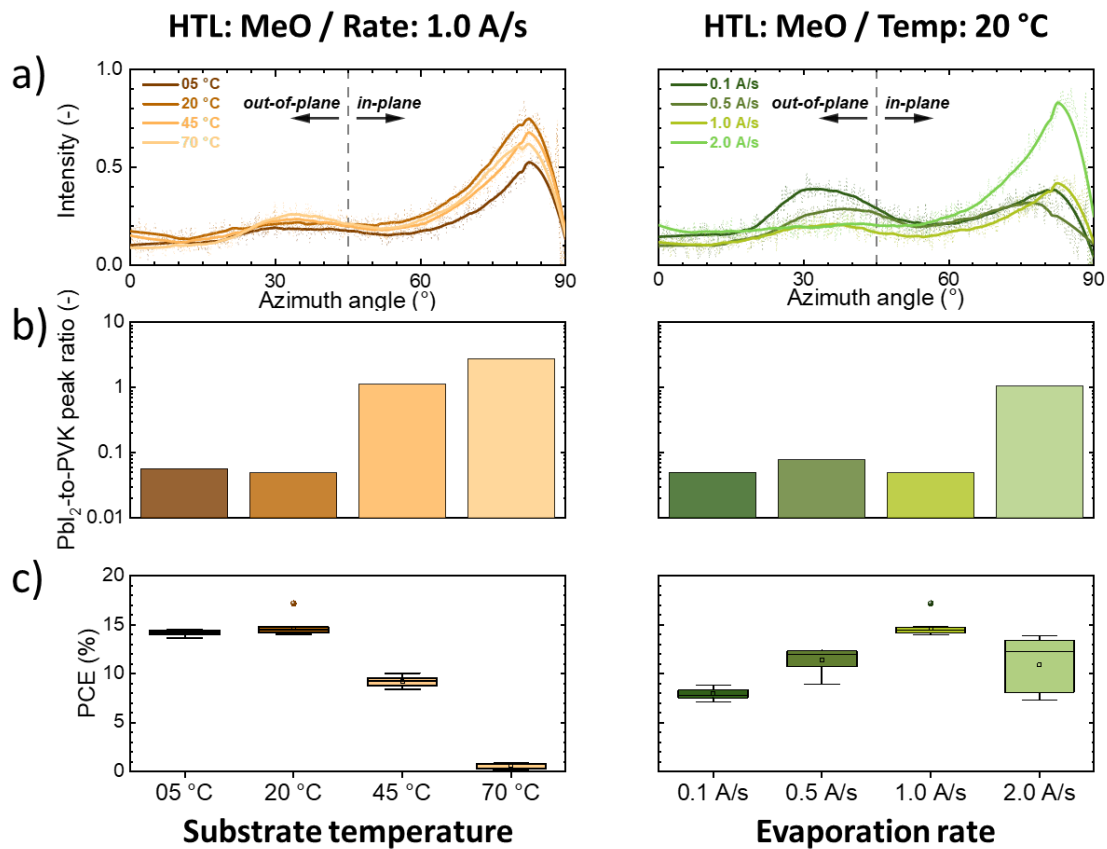 HTL: MeO / Rate: 1.0 A/s
HTL: MeO / Temp: 20 °C
a)
Intensity (-)
1.0
0.5
0.0
05 °C
20 °C
45 °C
70 °C
out-of-plane
in-plane
0
30
60
90
Azimuth angle (°)
0.1 A/s
0.5 A/s
1.0 A/s
2.0 A/s
out-of-plane
in-plane
0
30
60
90
Azimuth angle (°)
b)
PbI2-to-PVK peak ratio (-)
10
1
0.1
0.01
c)
PCE (%)
20
15
10
5
0
05 °C
20 °C
45 °C
70 °C
Substrate temperature
0.1 A/s
0.5 A/s
1.0 A/s
2.0 A/s
Evaporation rate